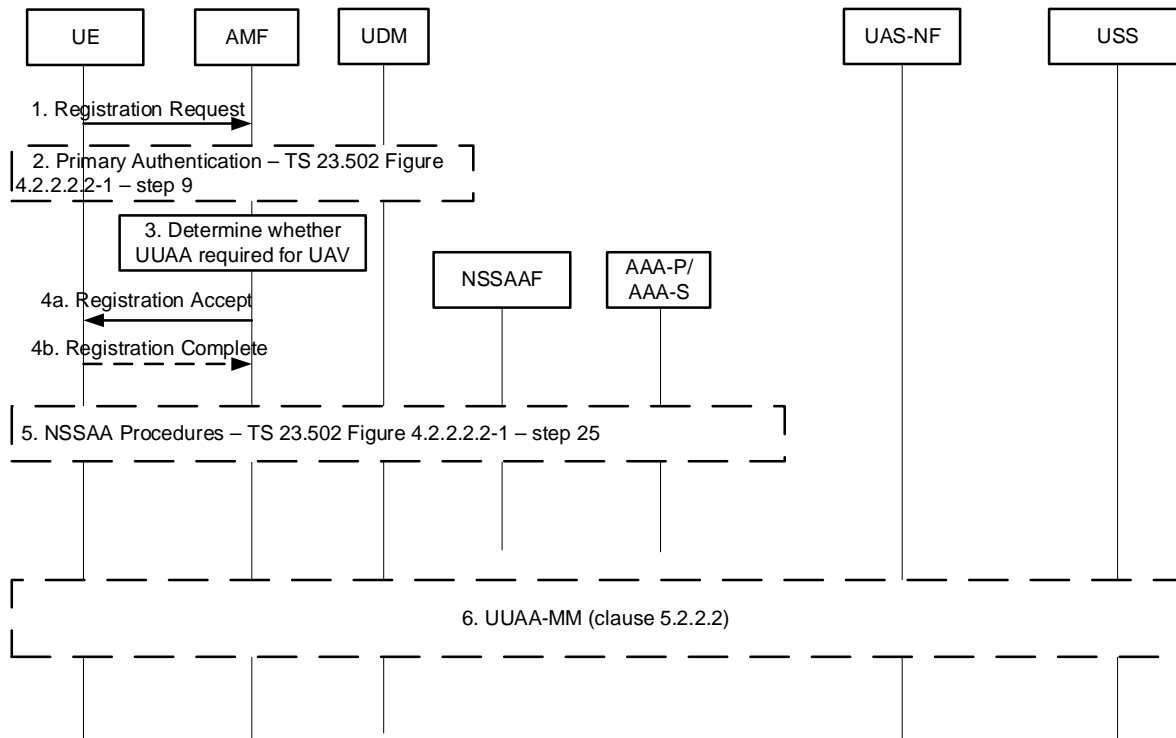 UE
AMF
UDM
UAS-NF
USS
1. Registration Request
2. Primary Authentication – TS 23.502 Figure
4.2.2.2.2-1 – step 9
3. Determine whether
UUAA required for UAV
NSSAAF
AAA-P/
AAA-S
4a. Registration Accept
4b. Registration Complete
5. NSSAA Procedures – TS 23.502 Figure 4.2.2.2.2-1 – step 25
6. UUAA-MM (clause 5.2.2.2)